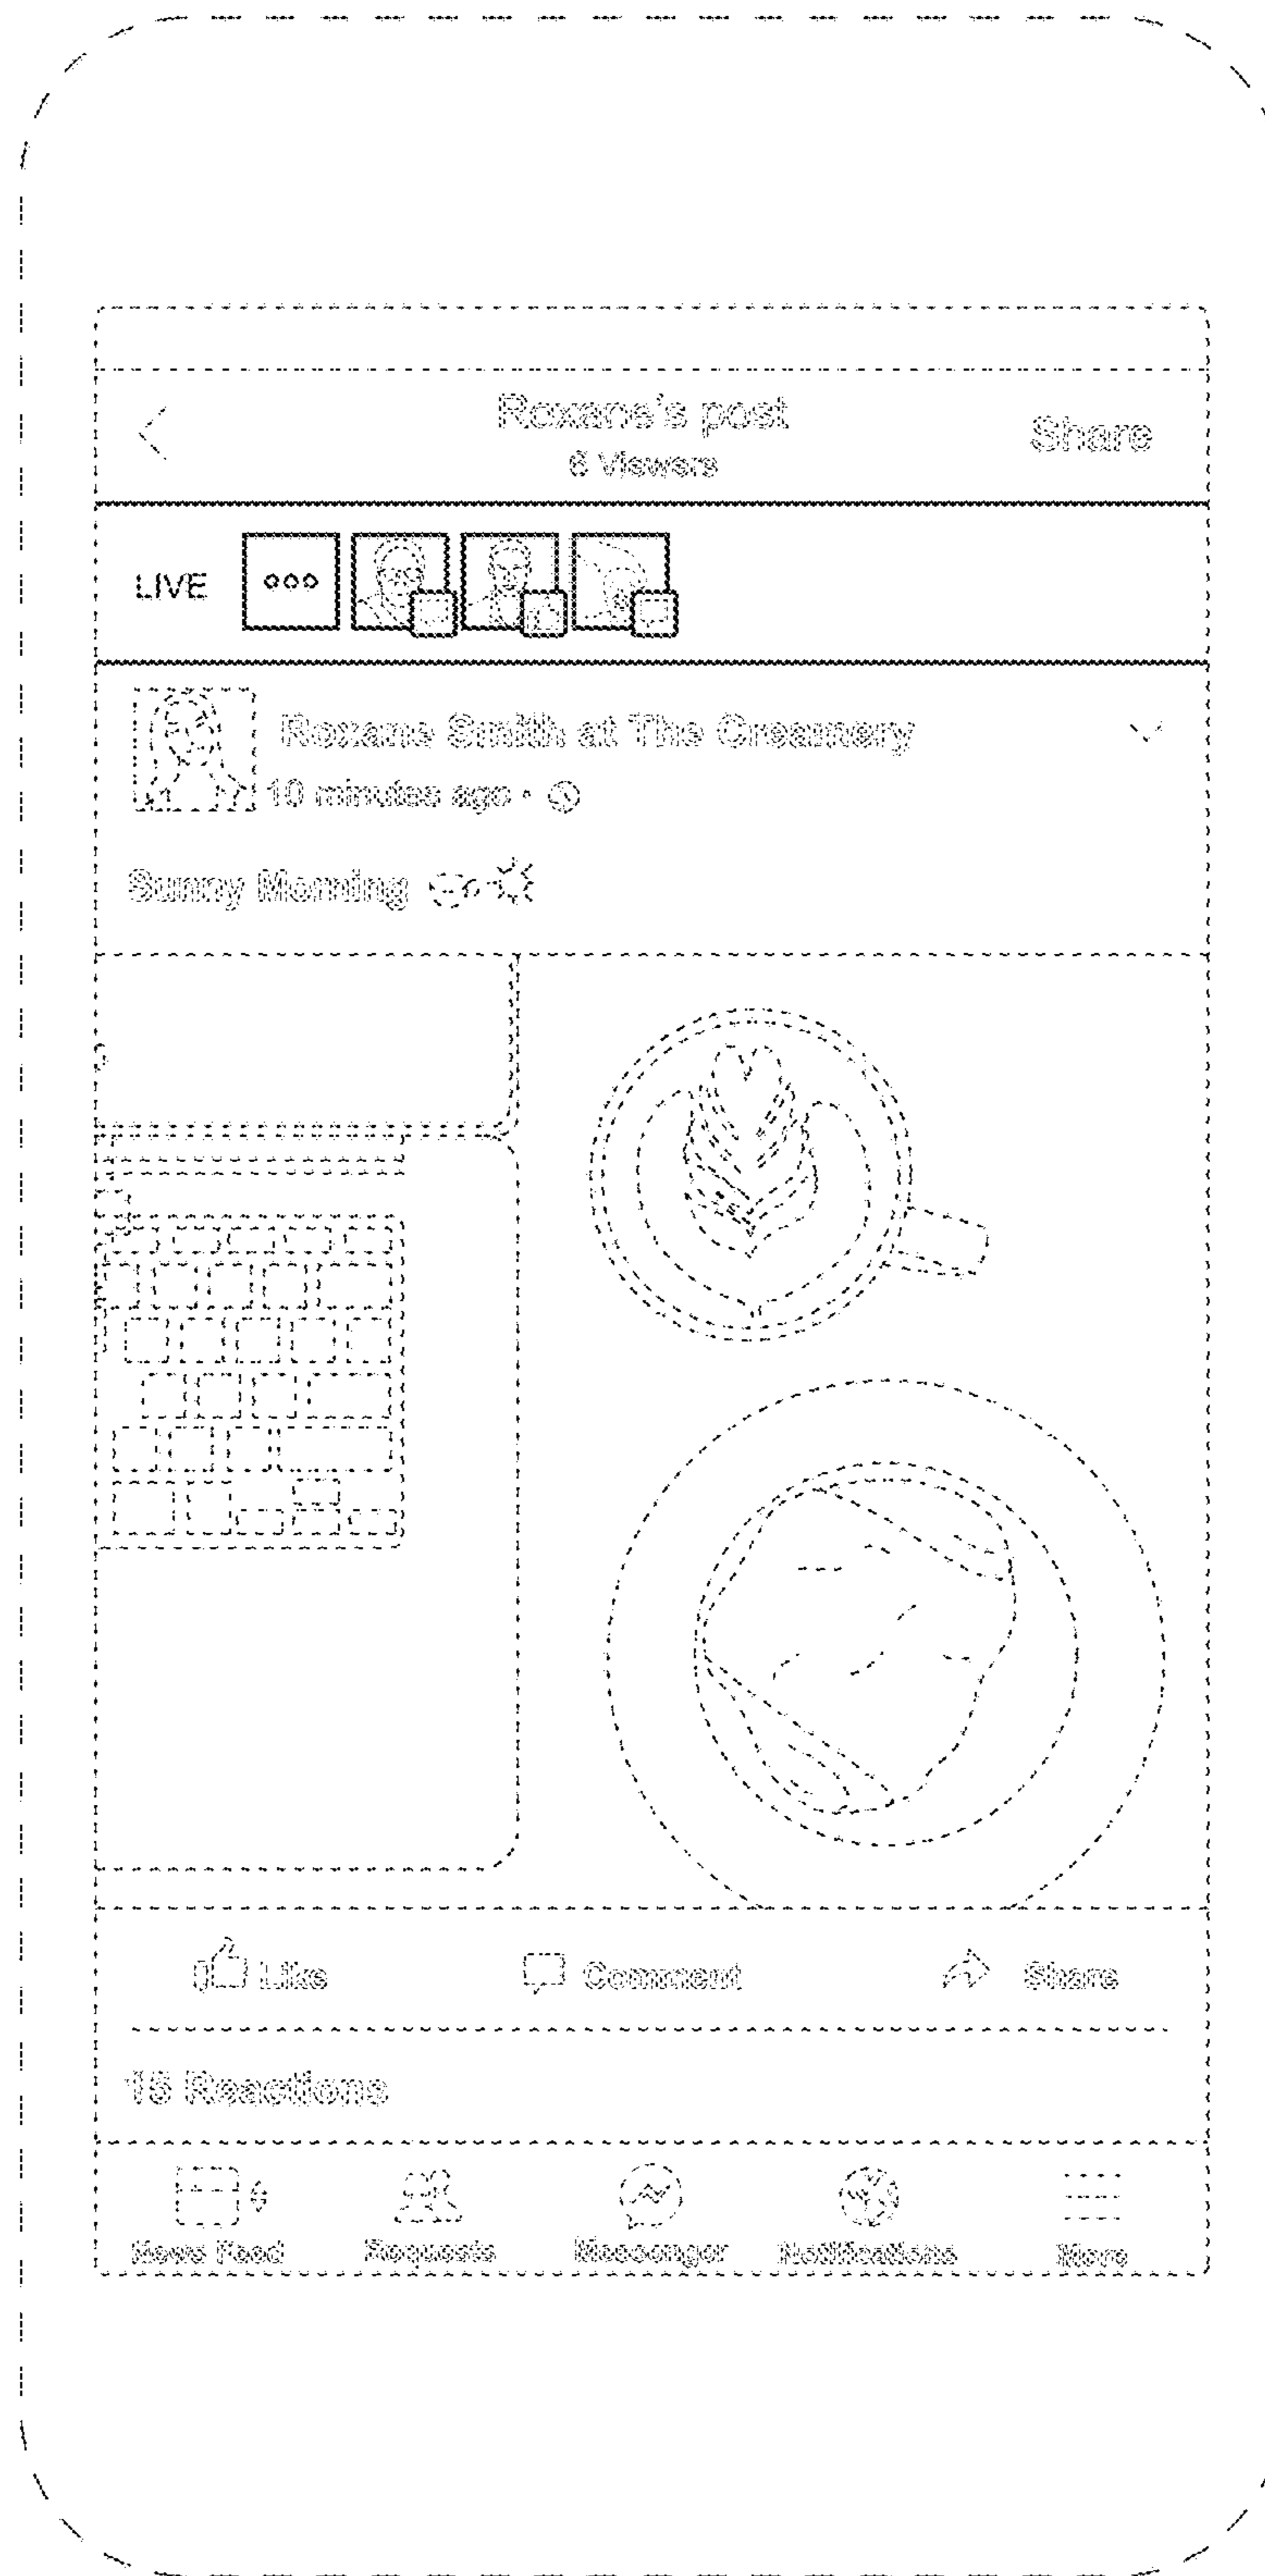 Roxane's post
Share
6 Viewers
LIVE
Roxane Smith at The Creamery
10 minutes ago •
Sunny Morning
Like
Comment
Share
15 Reactions
News Feed
Requests
Messenger
Notifications
More